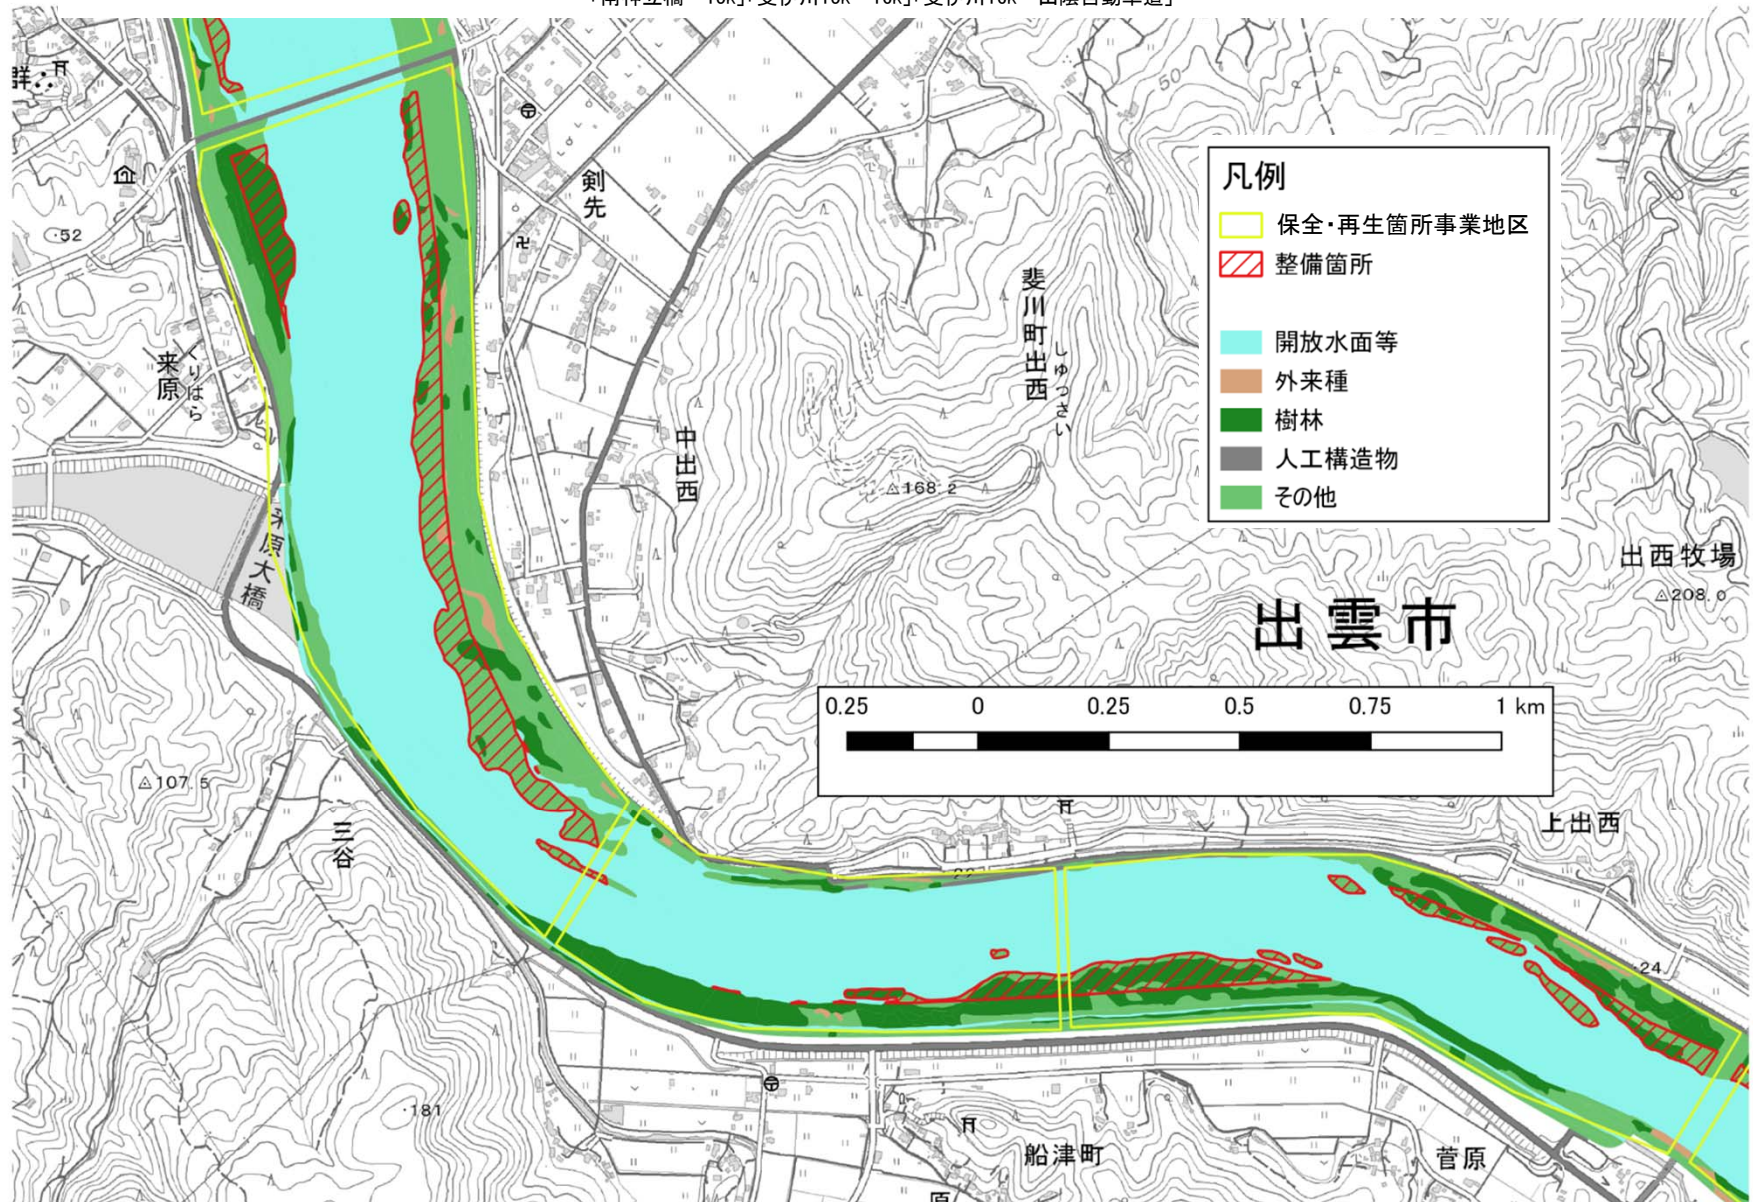 群
・52
剣先
来原
くりはら
中出西
斐川町出西
しゅっさい
168.2
50
来原大橋
凡例
保全・再生箇所事業地区
整備箇所
開放水面等
外来種
樹林
人工構造物
その他
出西牧場
208.0
出雲市
0.25 0 0.25 0.5 0.75 1 km
107.5
三谷
上出西
・24
・181
船津町
菅原